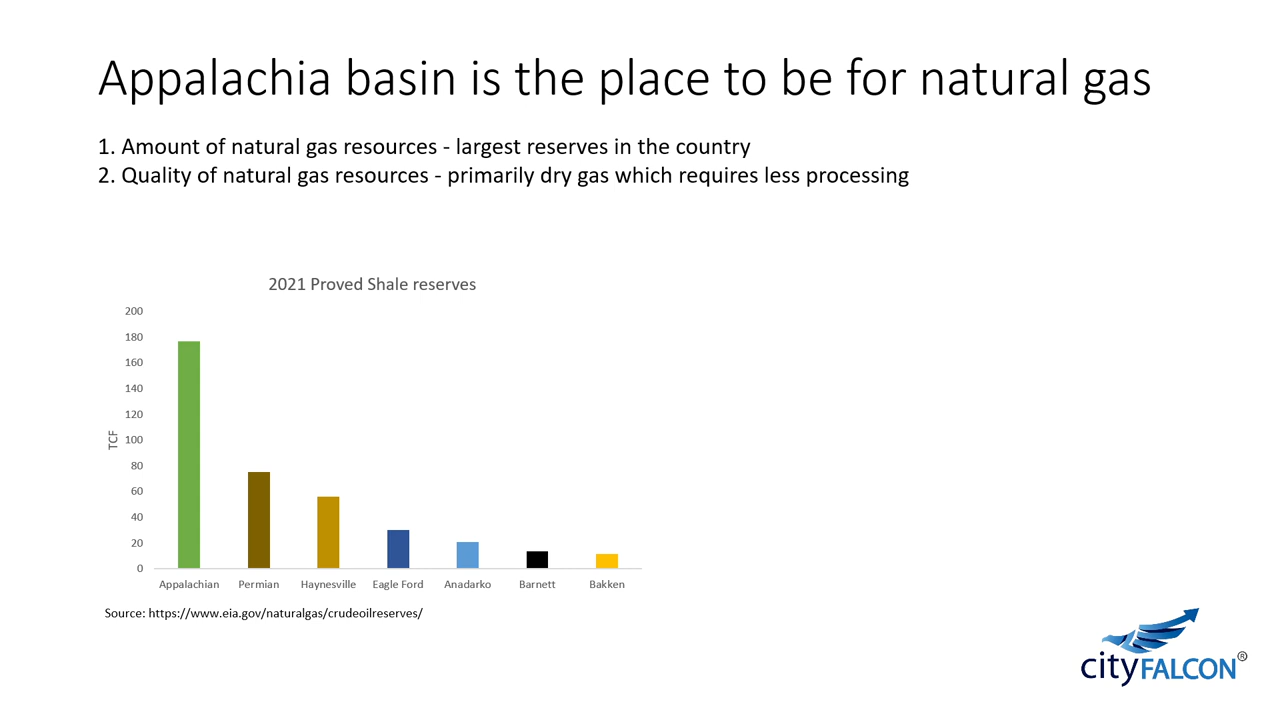 Appalachia basin is the place to be for natural gas
1. Amount of natural gas resources - largest reserves in the country
2. Quality of natural gas resources - primarily dry gas which requires less processing
2021 Proved Shale reserves
200
180
160
140
120
100
80
60
40
20
0
TCF
Appalachian Permian Haynesville Eagle Ford Anadarko Barnett Bakken
Source: https://www.eia.gov/naturalgas/crudeoilreserves/
cityFALCON®